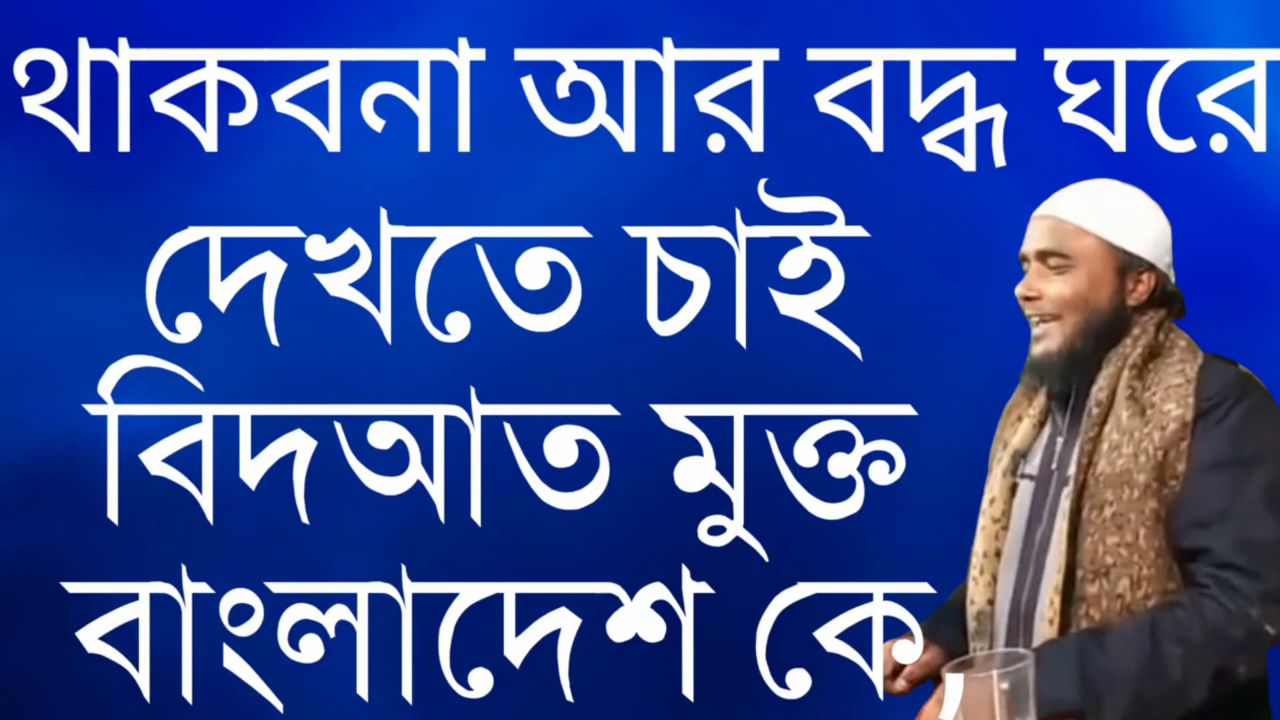 থাকবনা আর বদ্ধ ঘরে
দেখতে চাই
বিদআত মুক্ত
বাংলাদেশ কে,